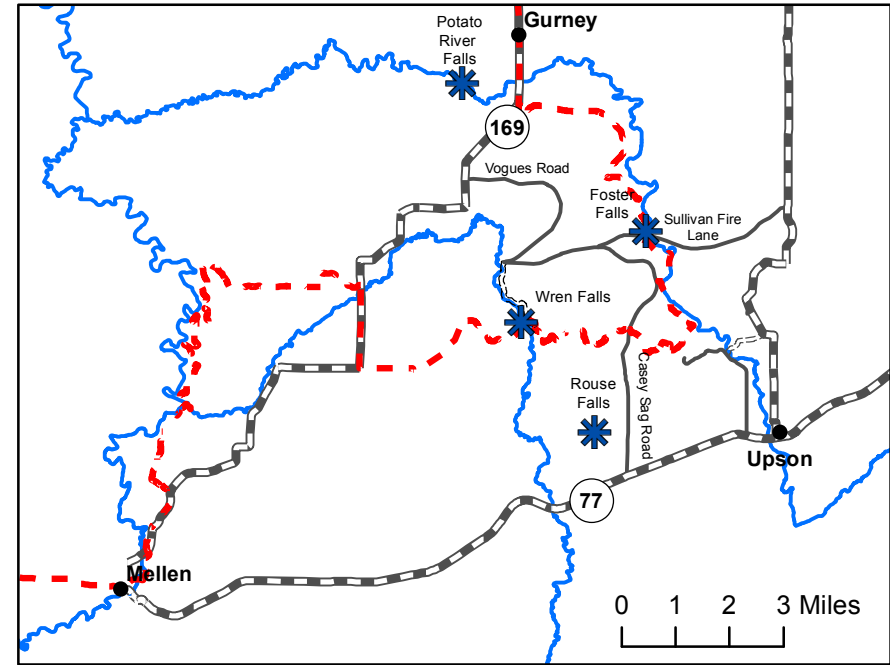 Potato
River
Falls
Gurney
169
Vogues Road
Foster
Falls
Sullivan Fire
Lane
Wren Falls
Casey Sag Road
Rouse
Falls
Upson
77
Mellen
0 1 2 3 Miles